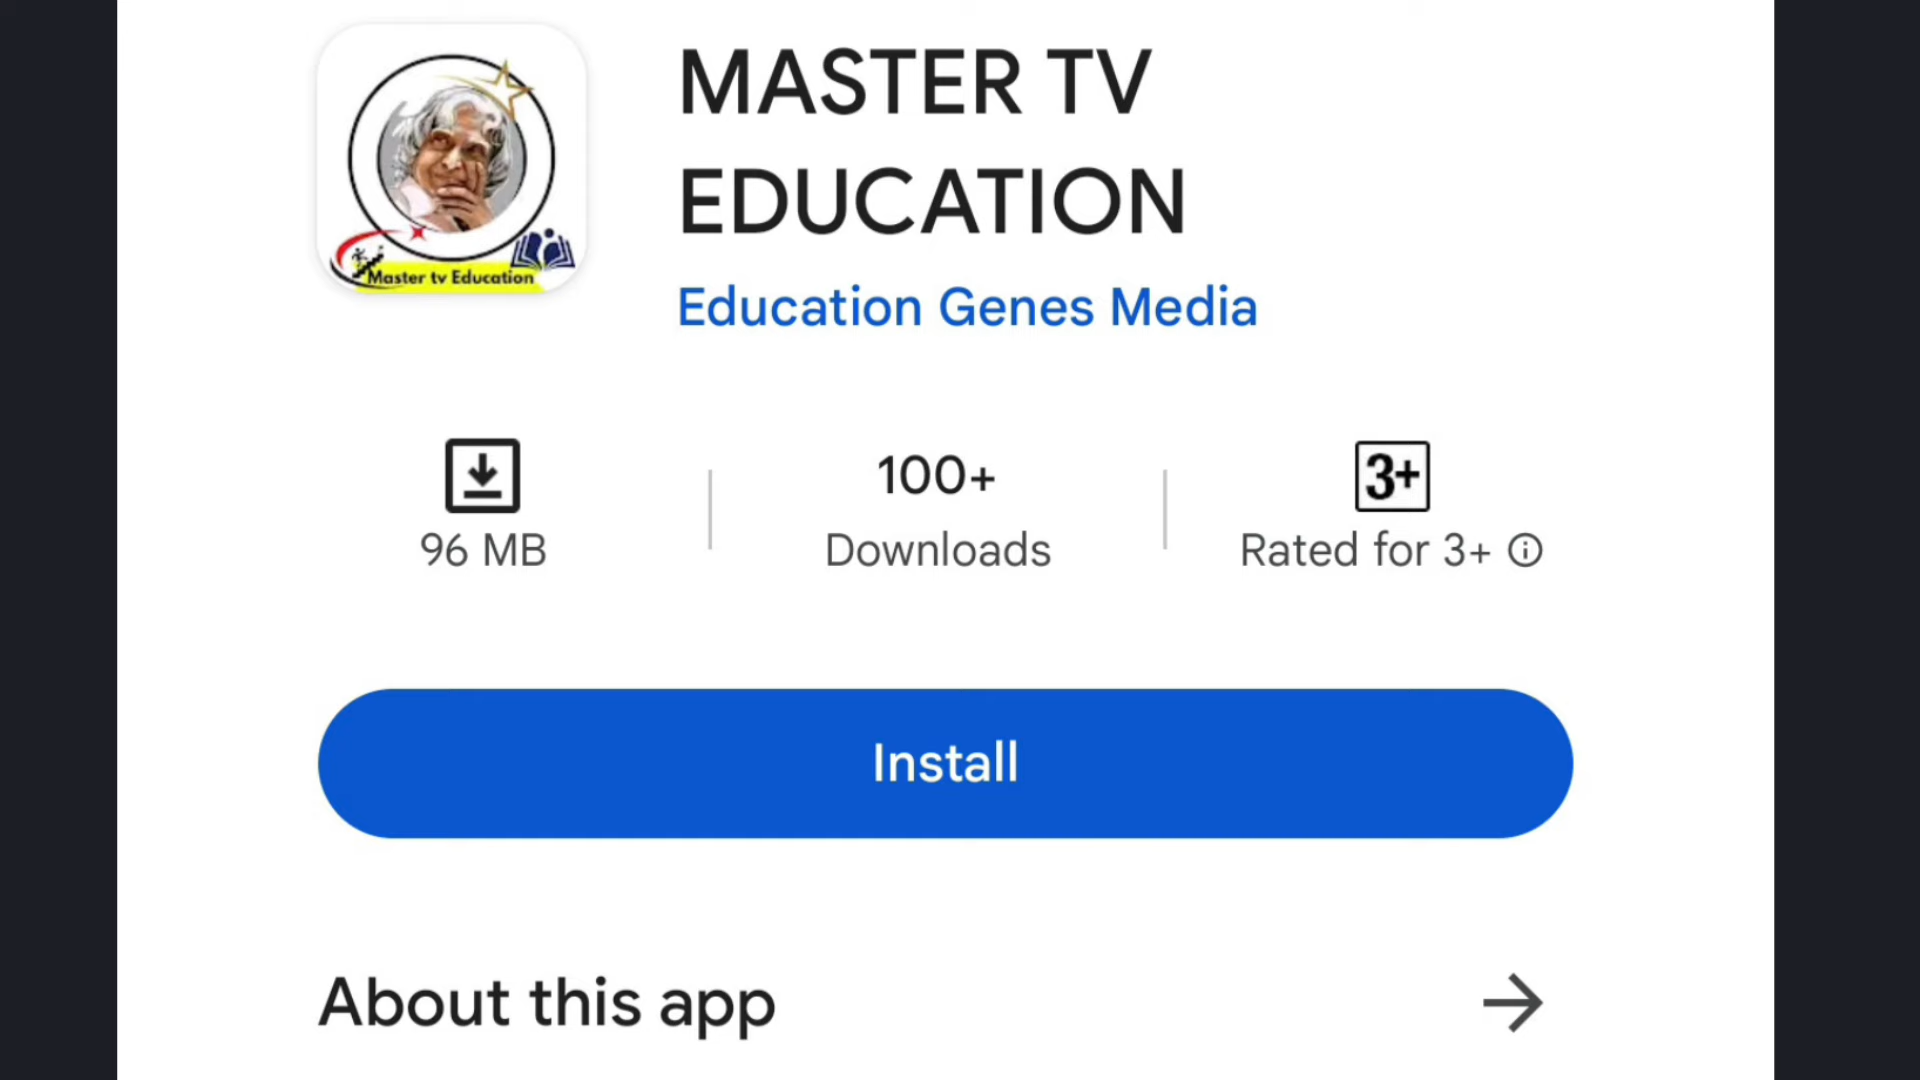 MASTER TV
EDUCATION
Education Genes Media
Master tv Education
96 MB
100+
Downloads
3+
Rated for 3+
Install
About this app